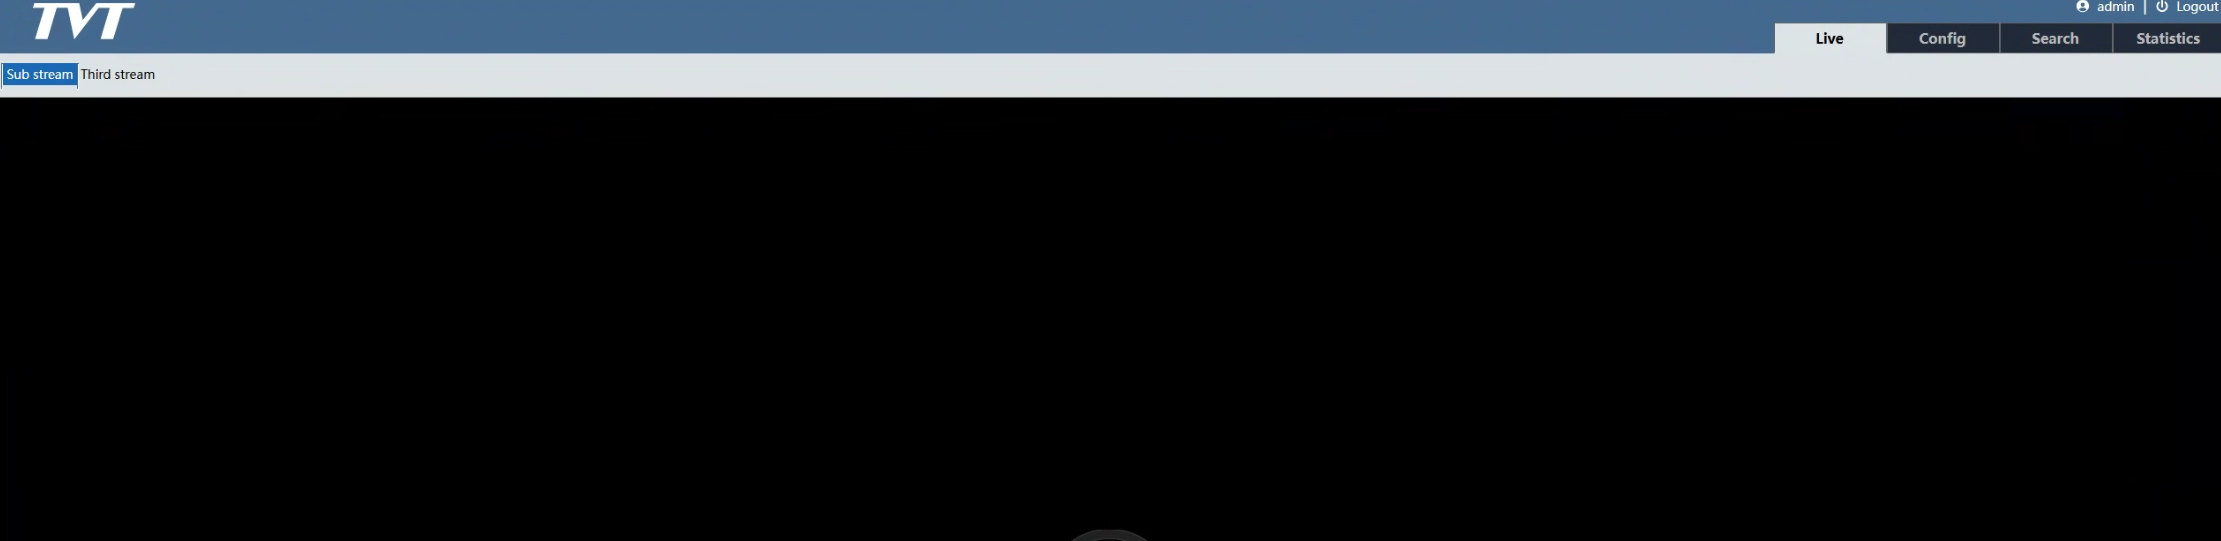 TVT
admin | Logout
Live Config Search Statistics
Sub stream Third stream